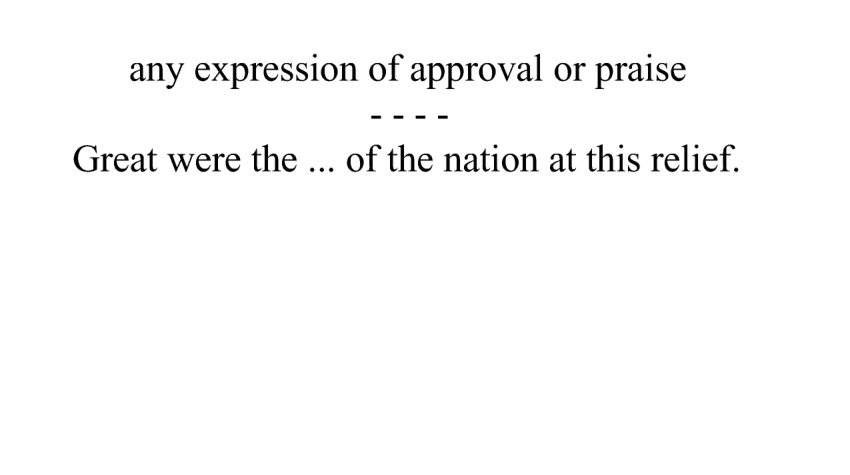 any expression of approval or praise
- - - -
Great were the ... of the nation at this relief.